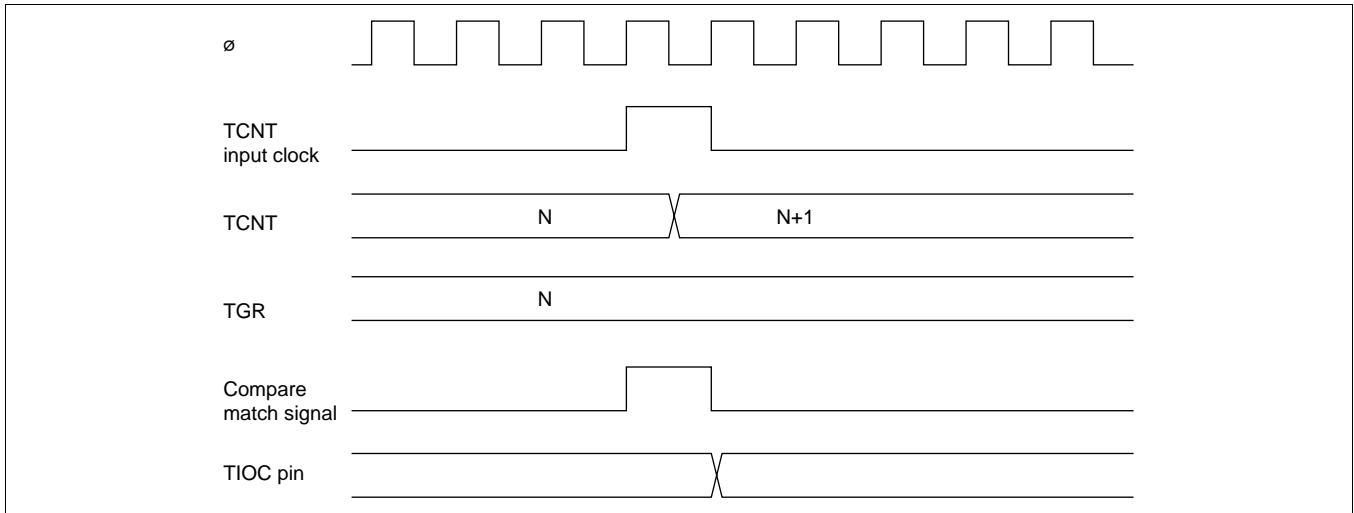 ø
TCNT
input clock
TCNT N N+1
TGR N
Compare
match signal
TIOC pin